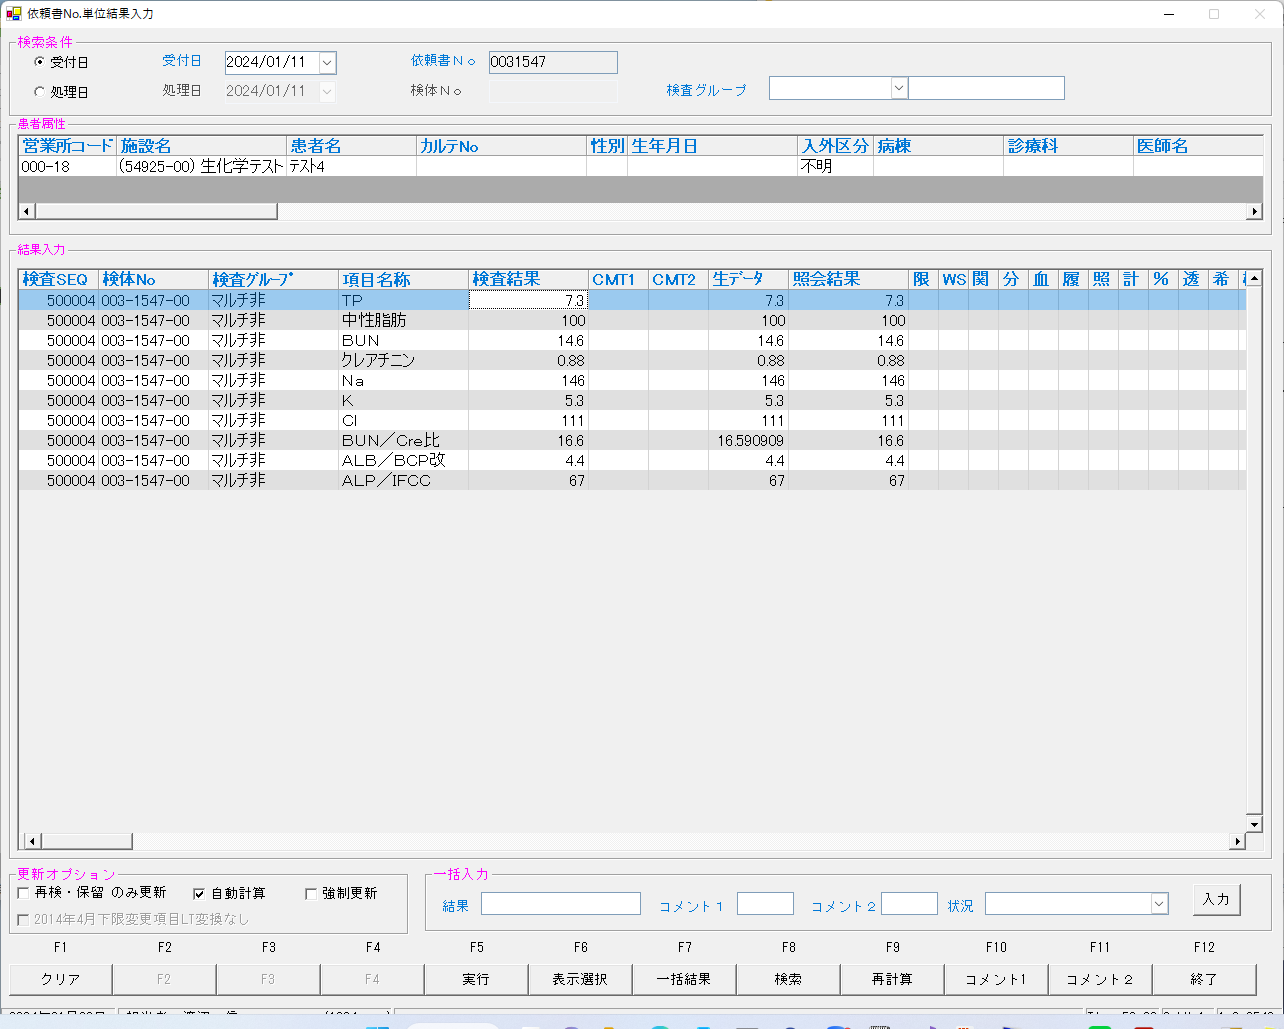 依頼書No.単位結果入力
検索条件
受付日 受付日 2024/01/11 依頼書Ｎｏ 0031547
処理日 処理日 2024/01/11 検体Ｎｏ 検査グループ
患者属性
営業所コード 施設名 患者名 カルテNo 性別 生年月日 入外区分 病棟 診療科 医師名
000-18 (54925-00) 生化学テスト テスト4 不明
結果入力
検査SEQ 検体No 検査グループ 項目名称 検査結果 CMT1 CMT2 生データ 照会結果 限 WS 関 分 血 履 照 計 % 透 希
500004 003-1547-00 マルチ非 ＴＰ 7.3 7.3 7.3
500004 003-1547-00 マルチ非 中性脂肪 100 100 100
500004 003-1547-00 マルチ非 ＢＵＮ 14.6 14.6 14.6
500004 003-1547-00 マルチ非 クレアチニン 0.88 0.88 0.88
500004 003-1547-00 マルチ非 Ｎａ 146 146 146
500004 003-1547-00 マルチ非 Ｋ 5.3 5.3 5.3
500004 003-1547-00 マルチ非 Ｃｌ 111 111 111
500004 003-1547-00 マルチ非 ＢＵＮ／Ｃｒｅ比 16.6 16.590909 16.6
500004 003-1547-00 マルチ非 ＡＬＢ／ＢＣＰ改 4.4 4.4 4.4
500004 003-1547-00 マルチ非 ＡＬＰ／ＩＦＣＣ 67 67 67
更新オプション 一括入力
再検・保留 のみ更新 自動計算 強制更新
結果 コメント１ コメント２ 状況 入力
2014年4月下限変更項目LT変換なし
F1 F2 F3 F4 F5 F6 F7 F8 F9 F10 F11 F12
クリア F2 F3 F4 実行 表示選択 一括結果 検索 再計算 コメント1 コメント２ 終了